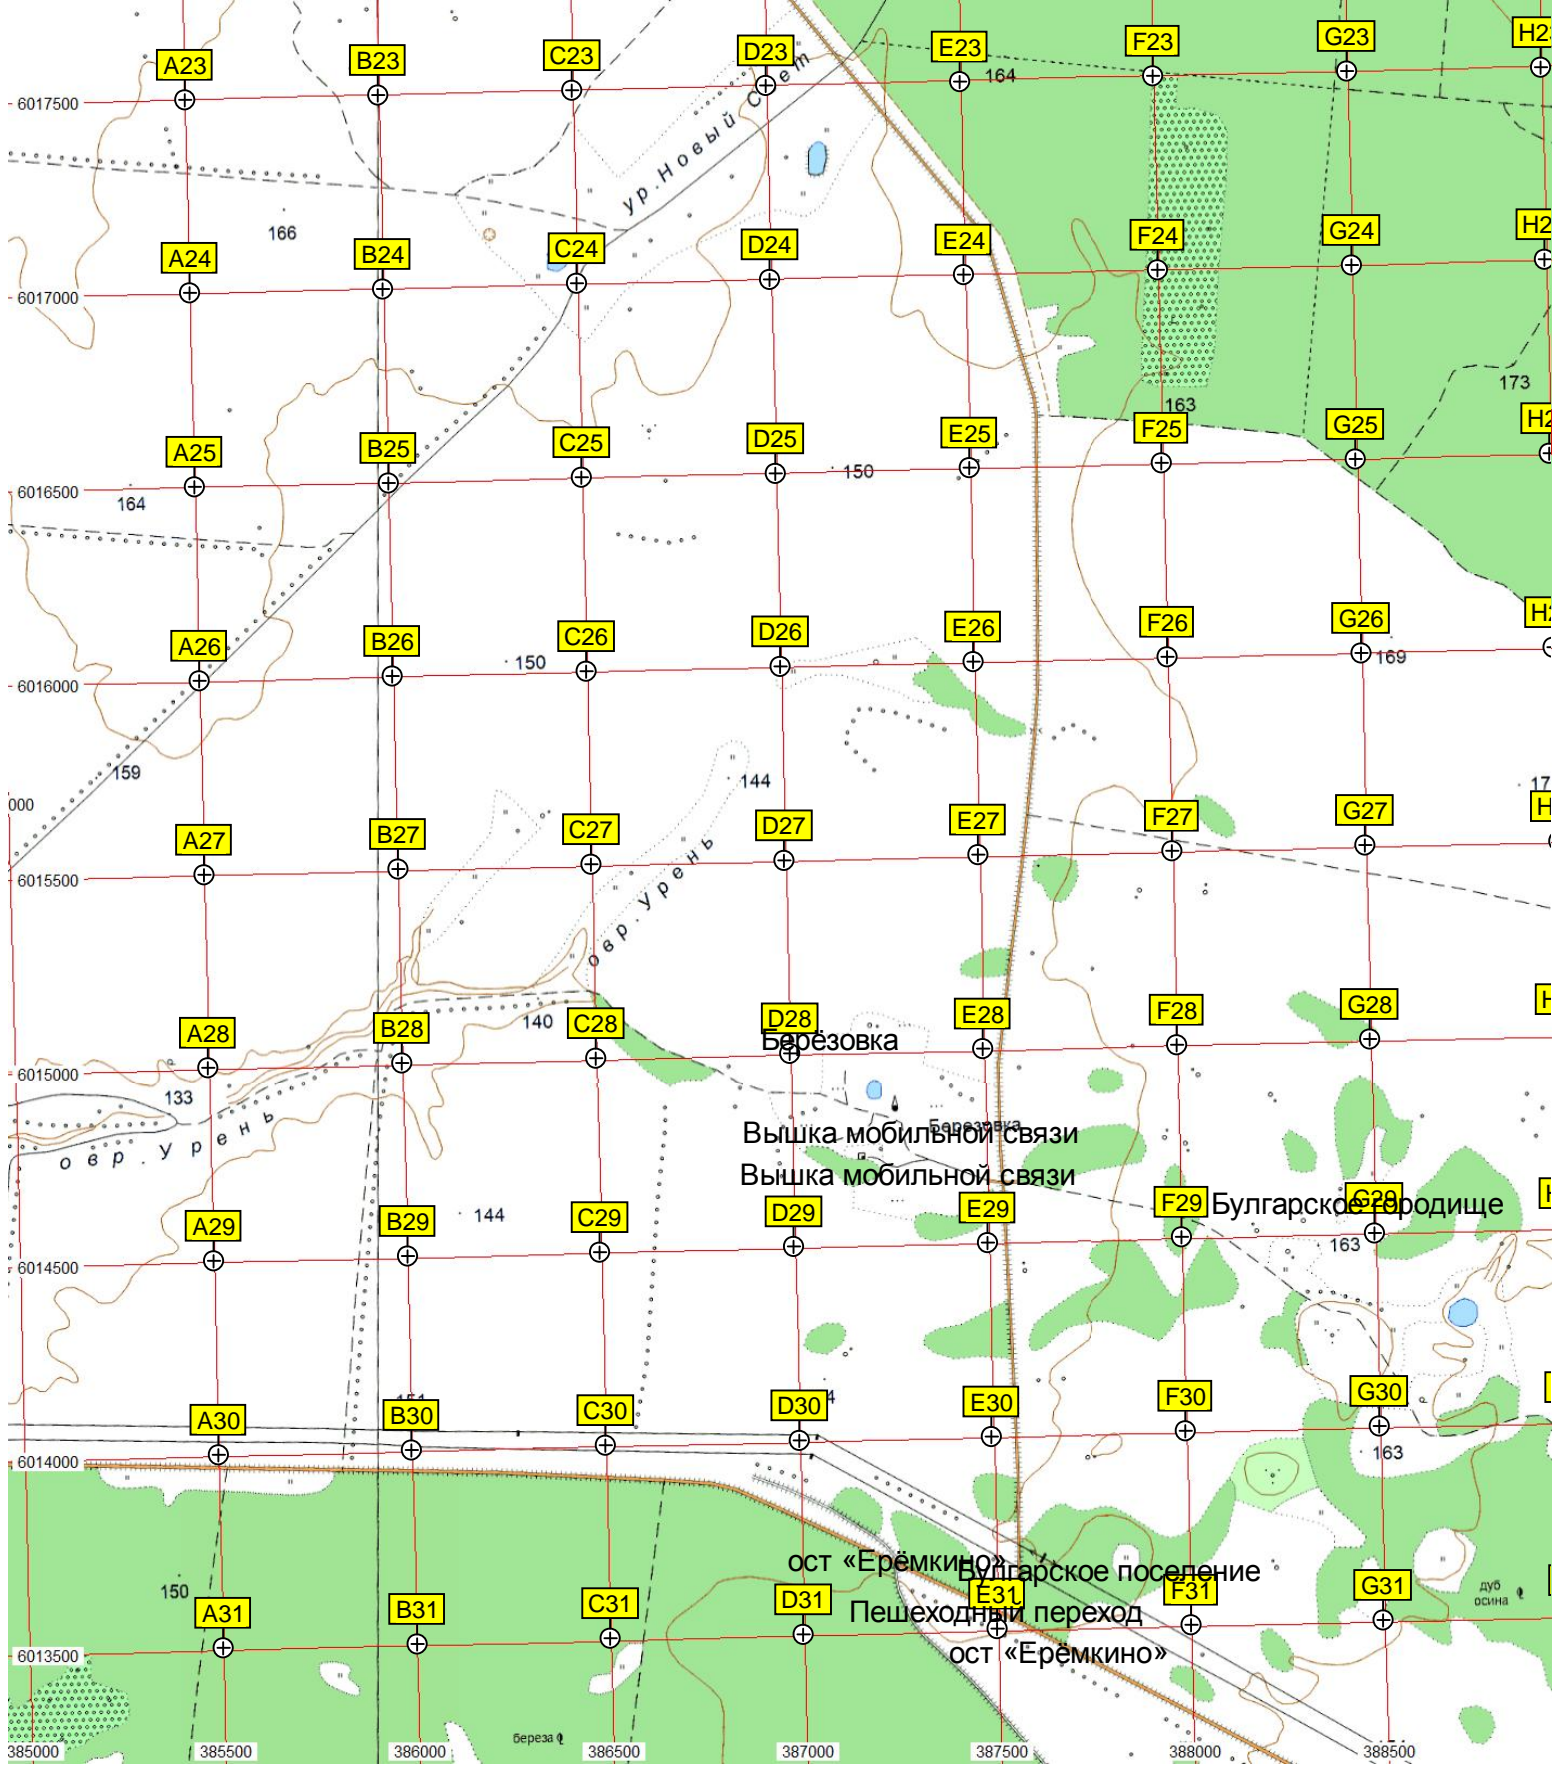 A23
B23
C23
D23
E23
F23
G23
164
6017500
ур. Новый Свет
A24
B24
C24
D24
E24
F24
G24
166
6017000
173
163
A25
B25
C25
D25
E25
F25
G25
150
6016500
164
A26
B26
C26
D26
E26
F26
G26
150
169
6016000
159
144
000
A27
B27
C27
D27
E27
F27
G27
6015500
овр. Урень
140
A28
B28
C28
D28
E28
F28
G28
Берёзовка
6015000
133
овр. Урень
Березовка
Вышка мобильной связи
Вышка мобильной связи
A29
B29
C29
D29
E29
F29
G29
Булгарское городище
144
163
6014500
A30
B30
C30
D30
E30
F30
G30
6014000
163
150
ост «Ерёмкино»
Булгарское поселение
A31
B31
C31
D31
E31
F31
G31
Пешеходный переход
дуб
осина
ост «Ерёмкино»
6013500
береза
385000
385500
386000
386500
387000
387500
388000
388500